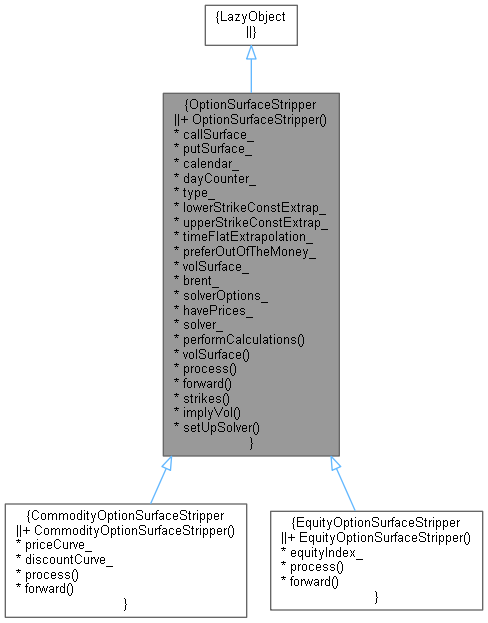 {LazyObject
||}
{OptionSurfaceStripper
||+ OptionSurfaceStripper()
* callSurface_
* putSurface_
* calendar_
* dayCounter_
* type_
* lowerStrikeConstExtrap_
* upperStrikeConstExtrap_
* timeFlatExtrapolation_
* preferOutOfTheMoney_
* volSurface_
* brent_
* solverOptions_
* havePrices_
* solver_
* performCalculations()
* volSurface()
* process()
* forward()
* strikes()
* implyVol()
* setUpSolver()
}
{CommodityOptionSurfaceStripper
||+ CommodityOptionSurfaceStripper()
* priceCurve_
* discountCurve_
* process()
* forward()
}
{EquityOptionSurfaceStripper
||+ EquityOptionSurfaceStripper()
* equityIndex_
* process()
* forward()
}